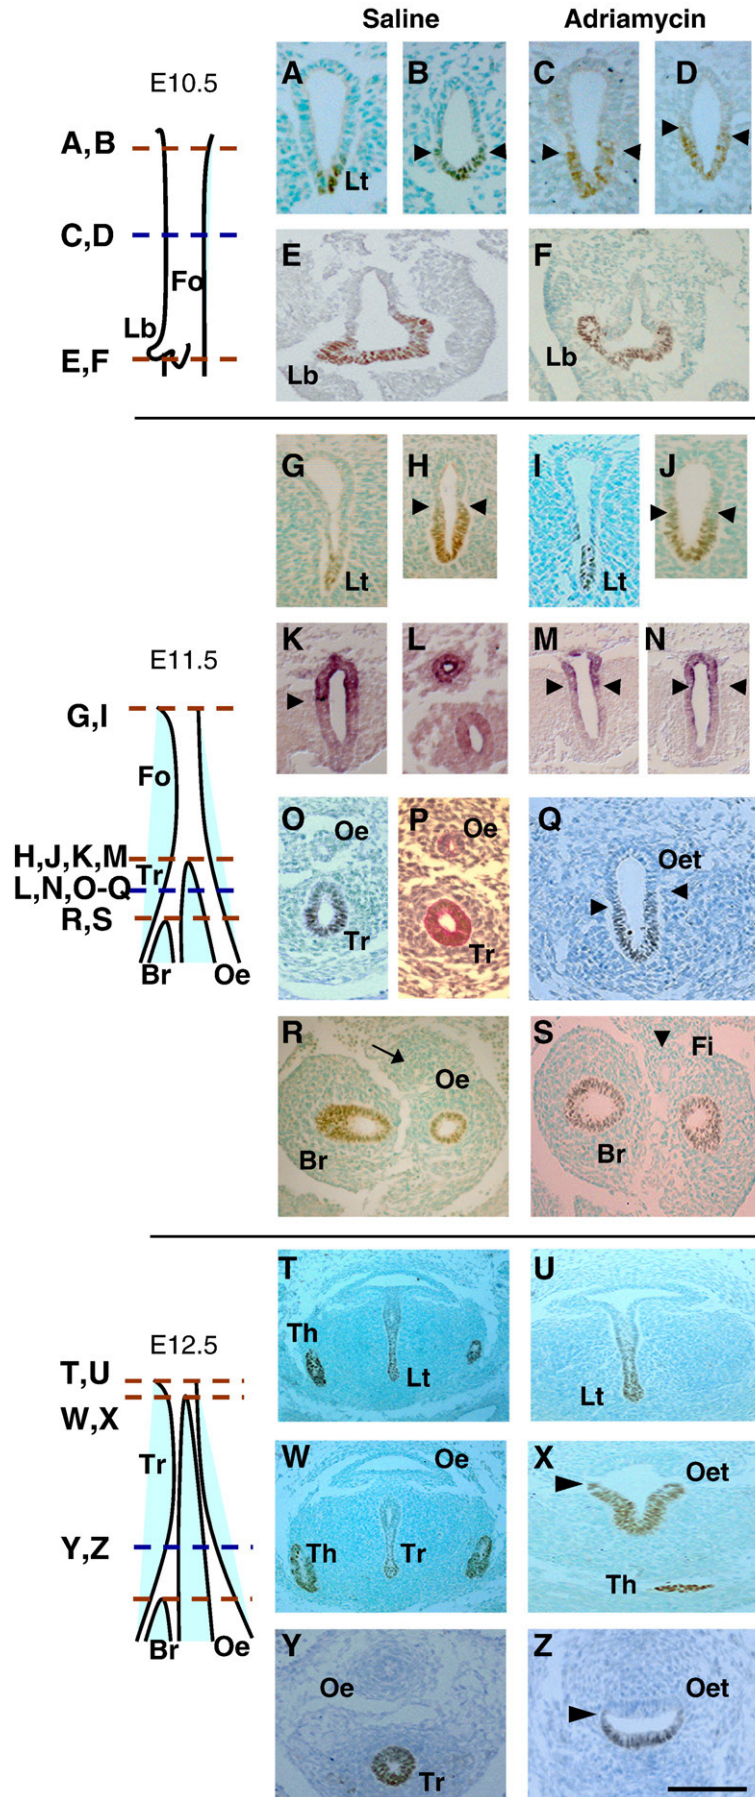 Saline Adriamycin
E10.5
A B C D
A,B
Lt
C,D
Fo
E F
Lb
E,F
Lb Lb
G H I J
Lt Lt
E11.5
K L M N
G,I
Fo
O P Q
Oe Oe Oet
H,J,K,M
Tr
L,N,O-Q
R,S
Tr Tr
Br Oe
R S
Oe Fi
Br Br
T U
E12.5
Th
Lt Lt
T,U
W,X
W Oe X Oet
Tr
Th Tr
Y,Z
Th
Br Oe
Y Z
Oe Oet
Tr